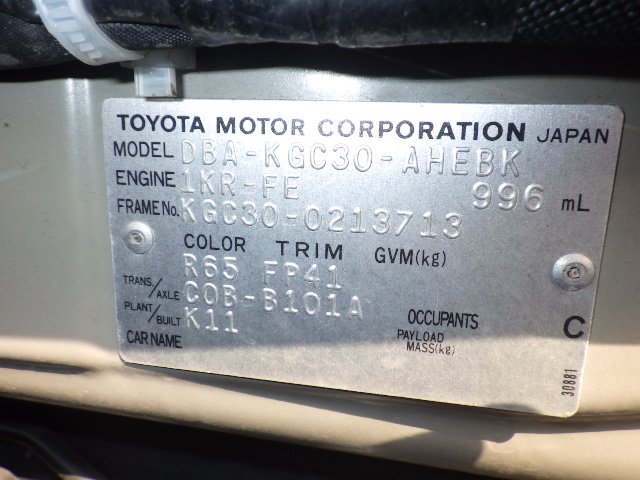 TOYOTA MOTOR CORPORATION JAPAN
MODEL DBA-KGC30-AHEBK
ENGINE 1KR-FE 996 mL
FRAME No. KGC30-0213713
COLOR TRIM GVM(kg)
R65 FP41
TRANS./AXLE C0B-B101A
PLANT/BUILT K11
OCCUPANTS C
CAR NAME PAYLOAD MASS(kg)
30881